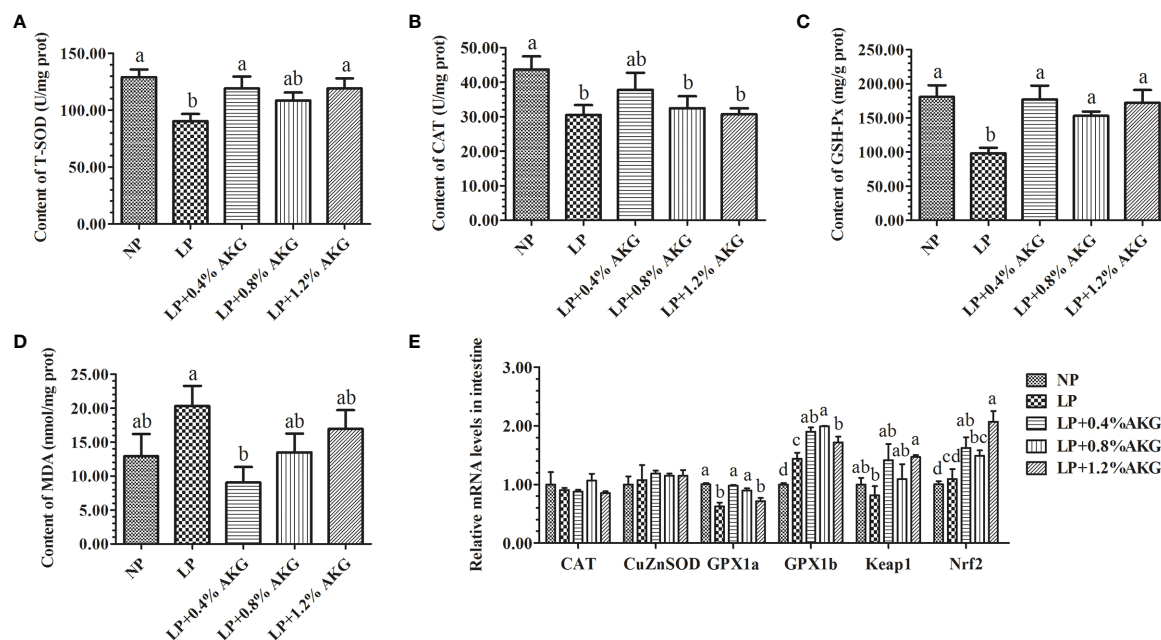 A
Content of T-SOD (U/mg prot)
150.00
100.00
50.00
0.00
a
b
a
ab
a
NP
LP
LP+0.4% AKG
LP+0.8% AKG
LP+1.2% AKG
B
Content of CAT (U/mg prot)
50.00
40.00
30.00
20.00
10.00
0.00
a
b
ab
b
b
NP
LP
LP+0.4% AKG
LP+0.8% AKG
LP+1.2% AKG
C
Content of GSH-Px (mg/g prot)
250.00
200.00
150.00
100.00
50.00
0.00
a
b
a
a
a
NP
LP
LP+0.4% AKG
LP+0.8% AKG
LP+1.2% AKG
D
Content of MDA (nmol/mg prot)
25.00
20.00
15.00
10.00
5.00
0.00
ab
a
b
ab
ab
NP
LP
LP+0.4% AKG
LP+0.8% AKG
LP+1.2% AKG
E
Relative mRNA levels in intestine
3.00
2.00
1.00
0.00
a b a a b
d c ab a b
ab b ab ab a
d cd ab bc a
CAT CuZnSOD GPX1a GPX1b Keap1 Nrf2
NP
LP
LP+0.4%AKG
LP+0.8%AKG
LP+1.2%AKG